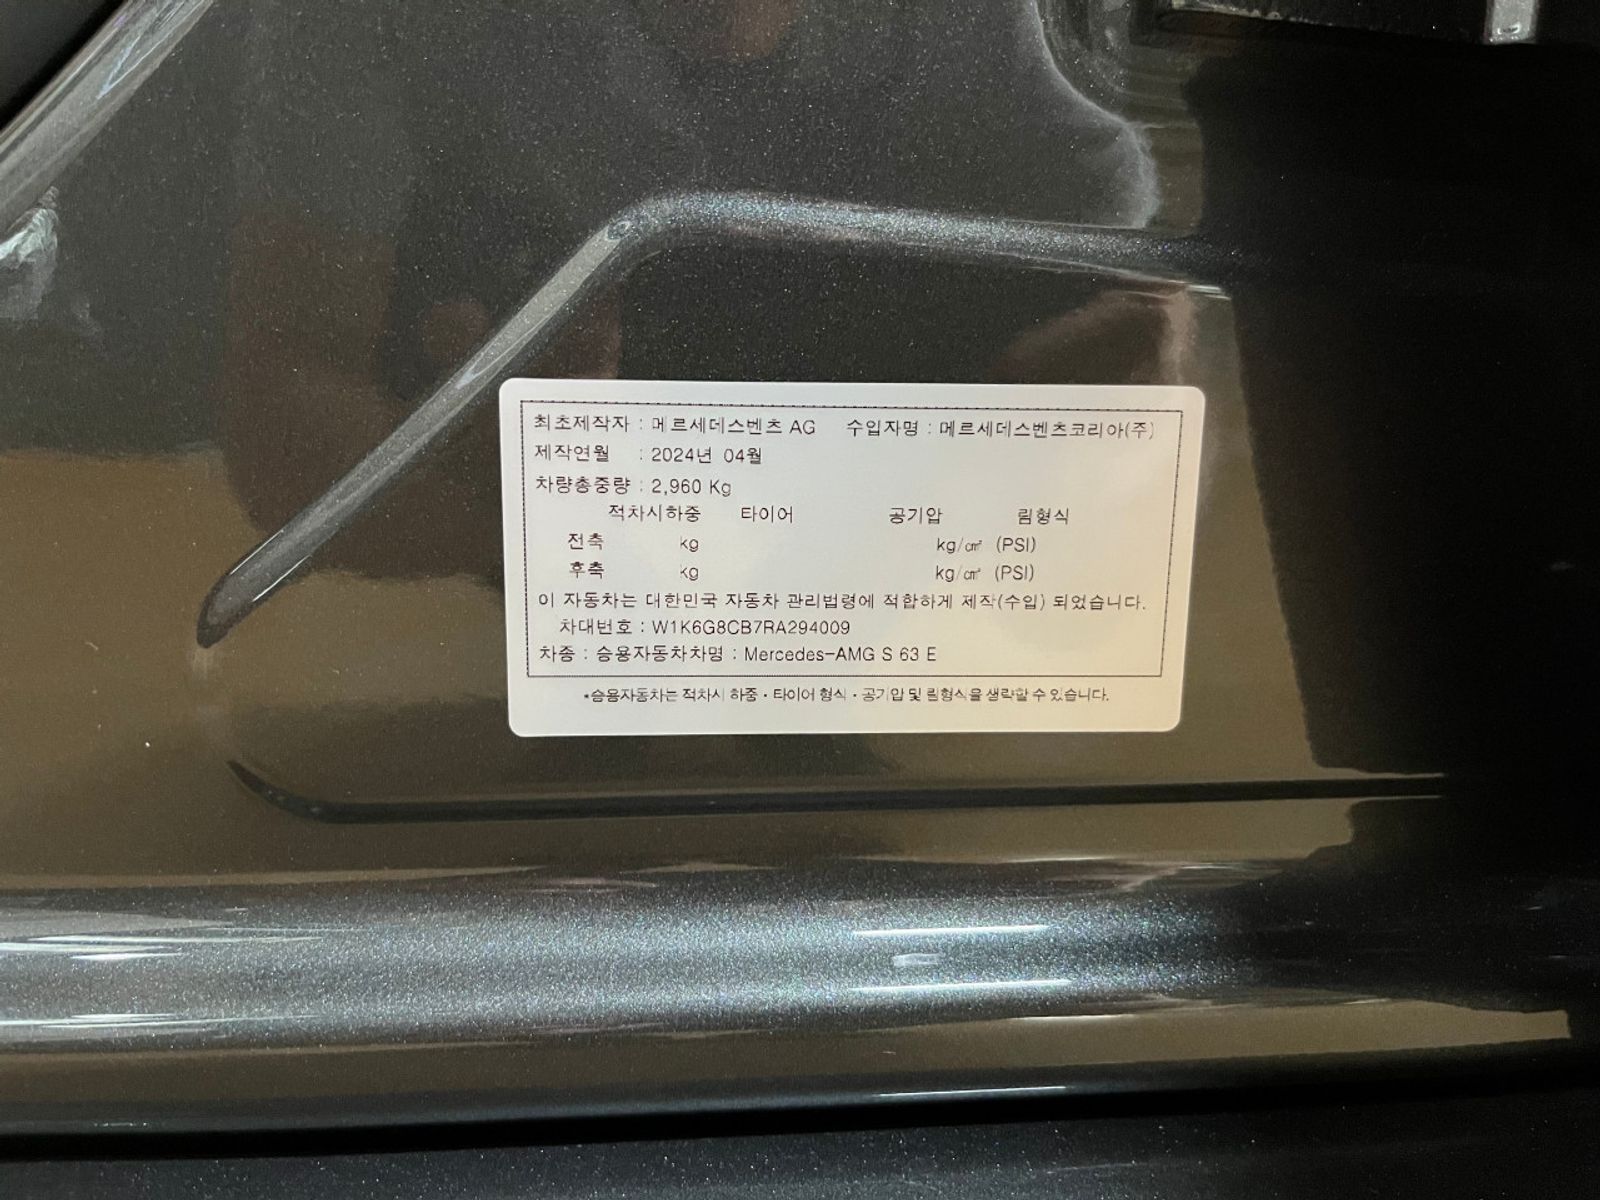 최초제작자 : 메르세데스벤츠 AG 수입자명 : 메르세데스벤츠코리아(주)
제작연월 : 2024년 04월
차량총중량 : 2,960 Kg
적차시하중 타이어 공기압 림형식
전축 kg kg/㎠ (PSI)
후축 kg kg/㎠ (PSI)
이 자동차는 대한민국 자동차 관리법령에 적합하게 제작(수입) 되었습니다.
차대번호 : W1K6G8CB7RA294009
차종 : 승용자동차차명 : Mercedes-AMG S 63 E
*승용자동차는 적차시 하중·타이어 형식·공기압 및 림형식을 생략할 수 있습니다.